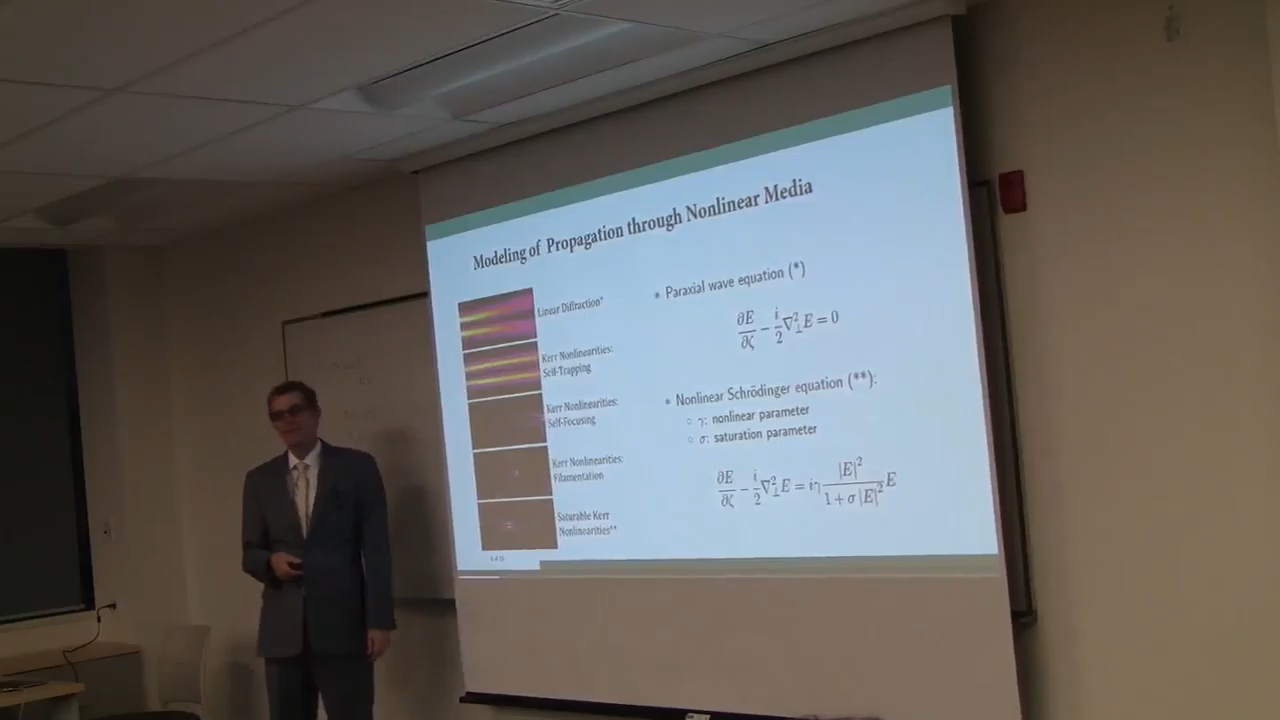 Modeling of Propagation through Nonlinear Media
Linear Diffraction*
Kerr Nonlinearities:
Self-Trapping
Kerr Nonlinearities:
Self-Focusing
Kerr Nonlinearities:
Filamentation
Saturable Kerr
Nonlinearities**
• Paraxial wave equation (*)
∂E/∂ζ − i/2 ∇²⊥E = 0
• Nonlinear Schrödinger equation (**):
○ γ: nonlinear parameter
○ σ: saturation parameter
∂E/∂ζ − i/2 ∇²⊥E = iγ |E|²/(1 + σ|E|²) E